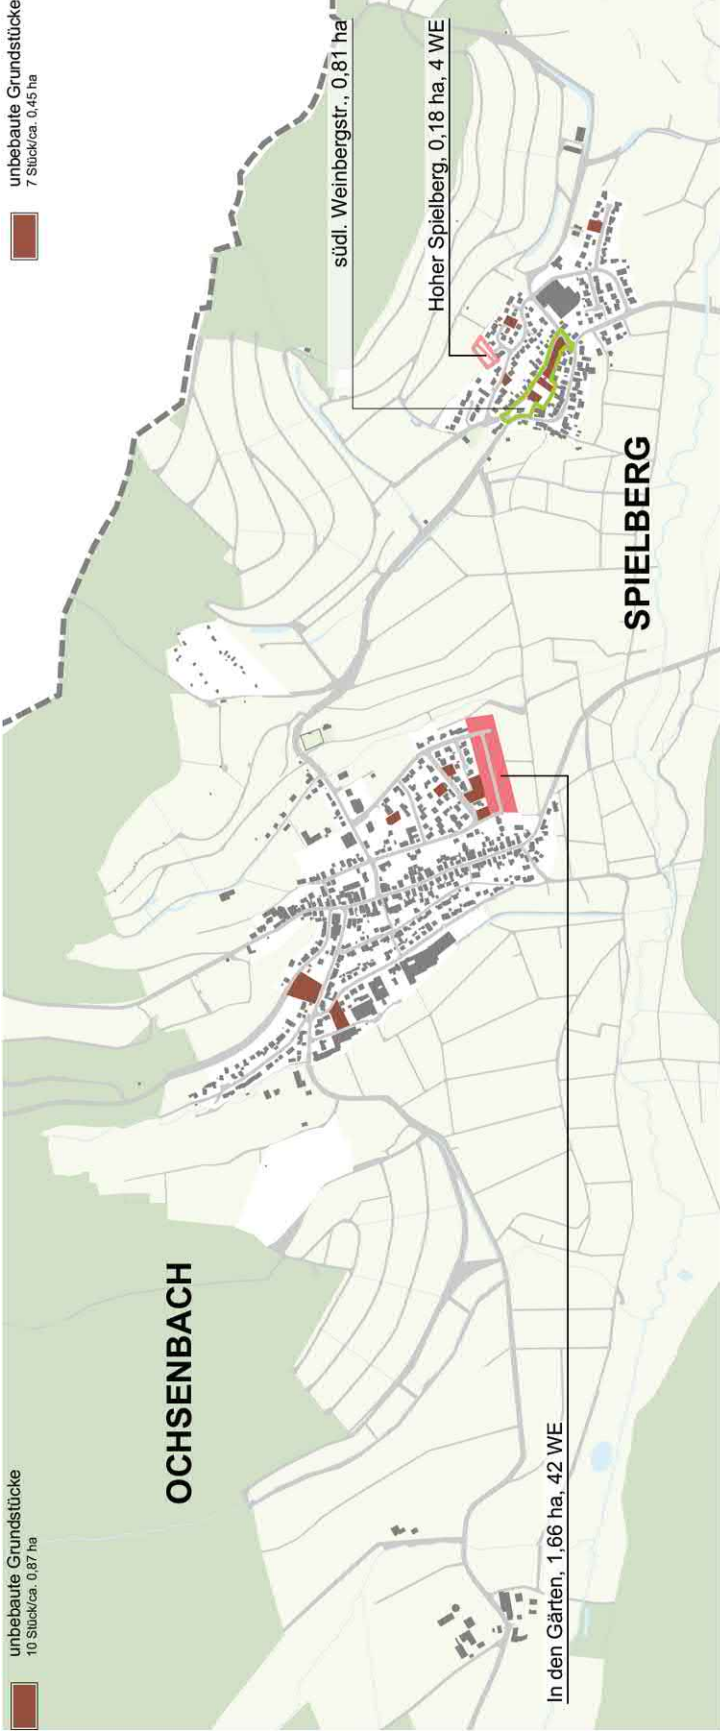 unbebaute Grundstücke
10 Stück/ca. 0,87 ha
unbebaute Grundstücke
7 Stück/ca. 0,45 ha
OCHSENBACH
südl. Weinbergstr., 0,81 ha
Hoher Spielberg, 0,18 ha, 4 WE
In den Gärten, 1,66 ha, 42 WE
SPIELBERG